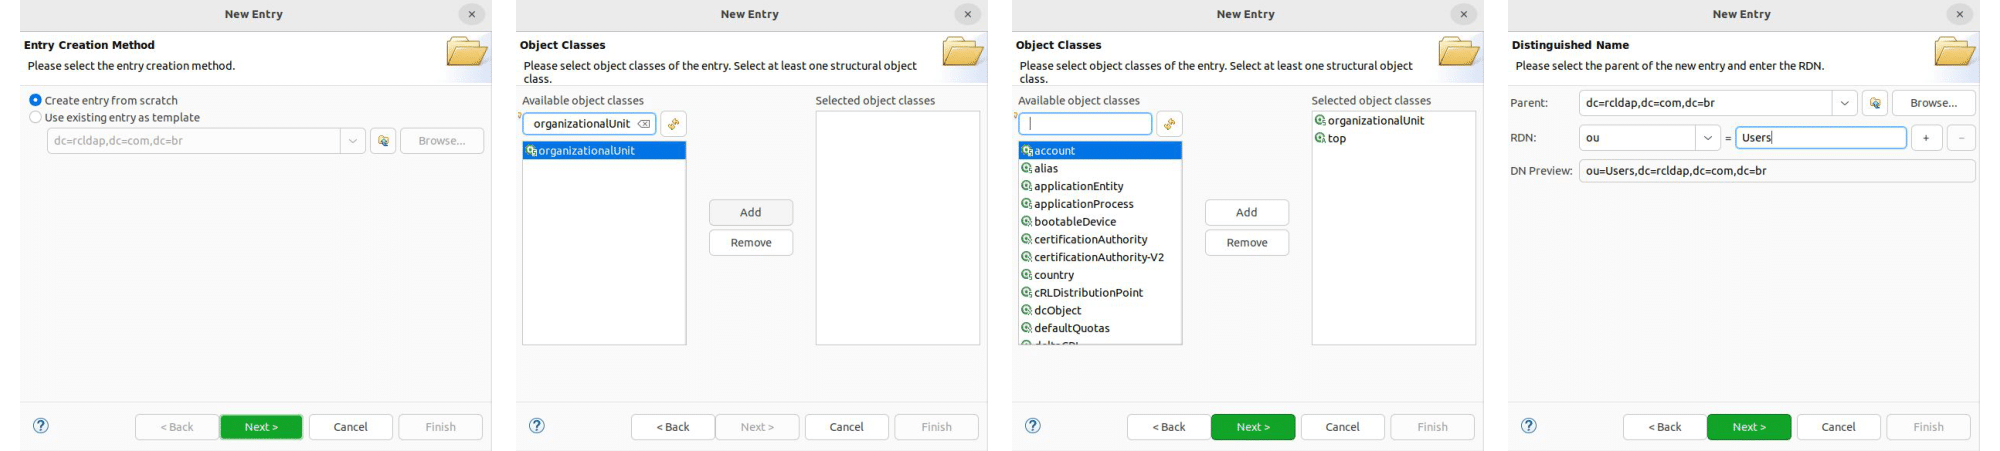 New Entry
Entry Creation Method
Please select the entry creation method.
Create entry from scratch
Use existing entry as template
dc=rcldap,dc=com,dc=br
Browse...
?
< Back
Next >
Cancel
Finish
New Entry
Object Classes
Please select object classes of the entry. Select at least one structural object
class.
Available object classes
Selected object classes
organizationalUnit
organizationalUnit
Add
Remove
?
< Back
Next >
Cancel
Finish
New Entry
Object Classes
Please select object classes of the entry. Select at least one structural object
class.
Available object classes
Selected object classes
account
alias
applicationEntity
applicationProcess
bootableDevice
certificationAuthority
certificationAuthority-V2
country
cRLDistributionPoint
dcObject
defaultQuotas
Add
Remove
organizationalUnit
top
?
< Back
Next >
Cancel
Finish
New Entry
Distinguished Name
Please select the parent of the new entry and enter the RDN.
Parent: dc=rcldap,dc=com,dc=br Browse...
RDN: ou = Users + −
DN Preview: ou=Users,dc=rcldap,dc=com,dc=br
?
< Back
Next >
Cancel
Finish